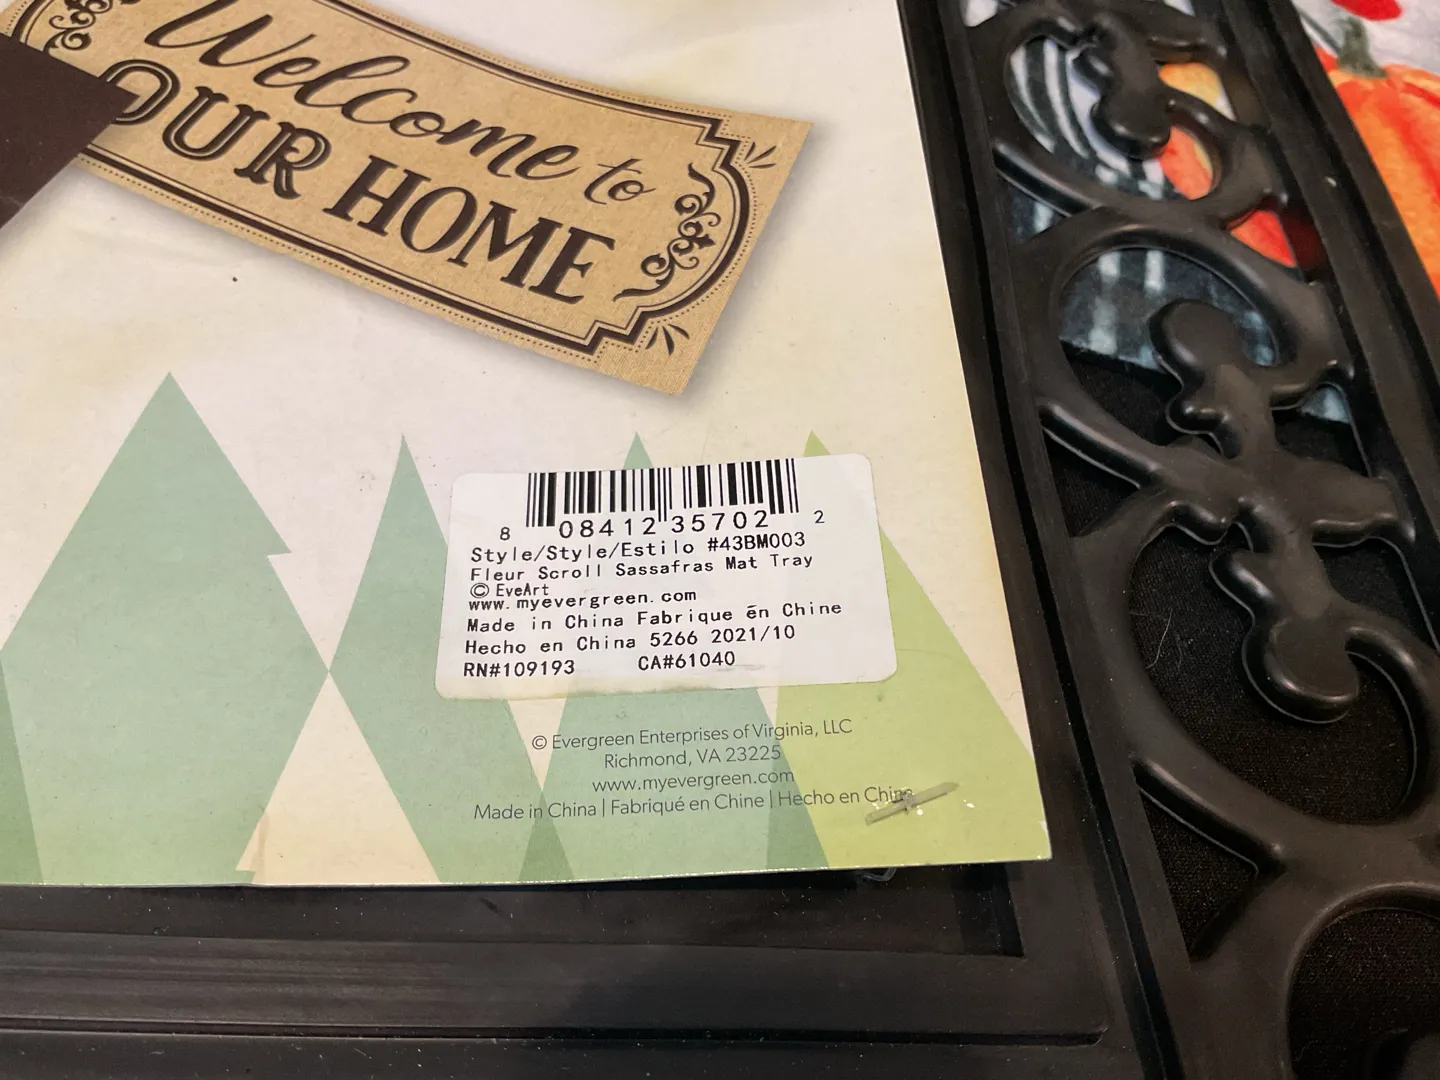 Welcome to
OUR HOME
8 08412 35702 2
Style/Style/Estilo #43BM003
Fleur Scroll Sassafras Mat Tray
© EveArt
www.myevergreen.com
Made in China Fabrique en Chine
Hecho en China 5266 2021/10
RN#109193 CA#61040
© Evergreen Enterprises of Virginia, LLC
Richmond, VA 23225
www.myevergreen.com
Made in China | Fabriqué en Chine | Hecho en China